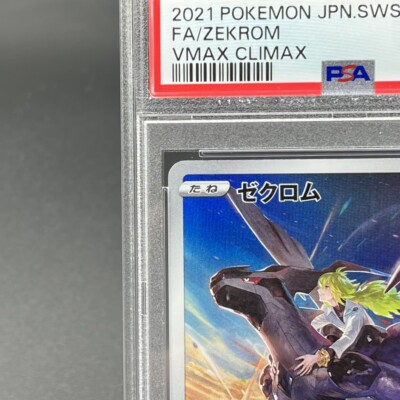 2021 POKEMON JPN.SWS
FA/ZEKROM
VMAX CLIMAX
PSA
たね ゼクロム